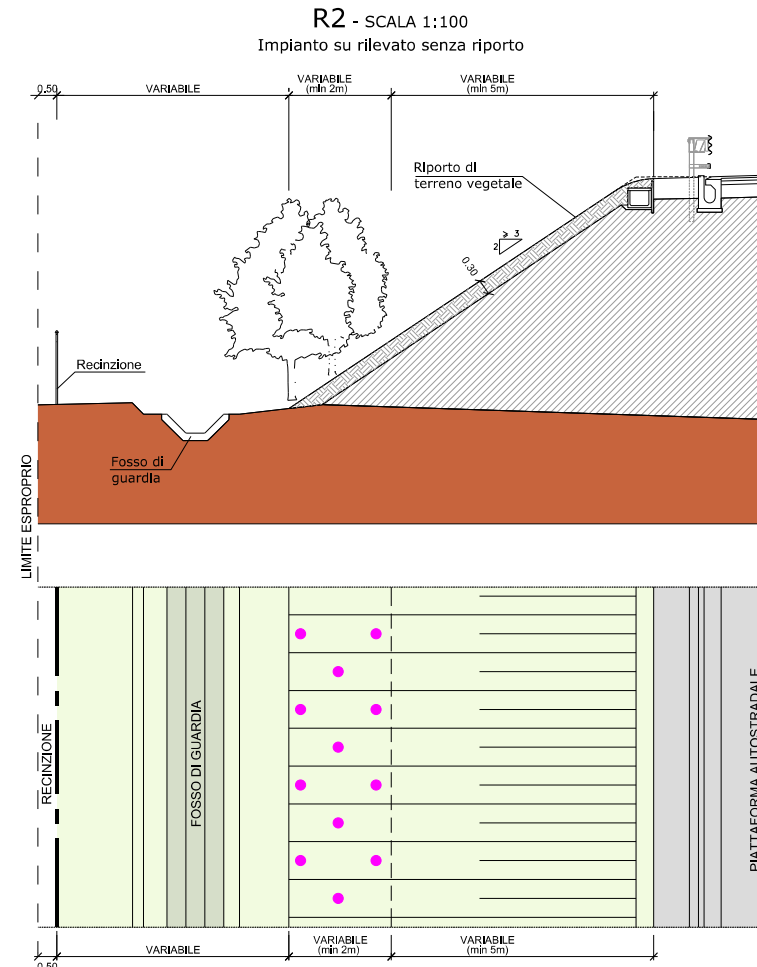 R2 - SCALA 1:100
Impianto su rilevato senza riporto
0.50
VARIABILE
VARIABILE
(min 2m)
VARIABILE
(min 5m)
Riporto di
terreno vegetale
≥ 3
2
0.30
Recinzione
Fosso di
guardia
LIMITE ESPROPRIO
RECINZIONE
FOSSO DI GUARDIA
PIATTAFORMA AUTOSTRADALE
VARIABILE
VARIABILE
(min 2m)
VARIABILE
(min 5m)
0.50